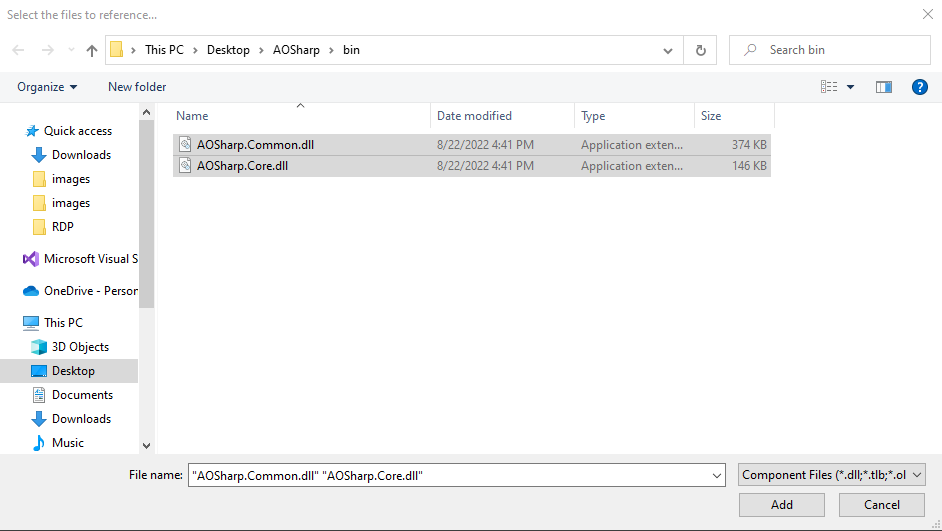 Select the files to reference...
This PC > Desktop > AOSharp > bin
Search bin
Organize
New folder
Name Date modified Type Size
AOSharp.Common.dll 8/22/2022 4:41 PM Application exten... 374 KB
AOSharp.Core.dll 8/22/2022 4:41 PM Application exten... 146 KB
Quick access
Downloads
images
images
RDP
Microsoft Visual S
OneDrive - Person
This PC
3D Objects
Desktop
Documents
Downloads
Music
File name: "AOSharp.Common.dll" "AOSharp.Core.dll"
Component Files (*.dll;*.tlb;*.ol
Add
Cancel